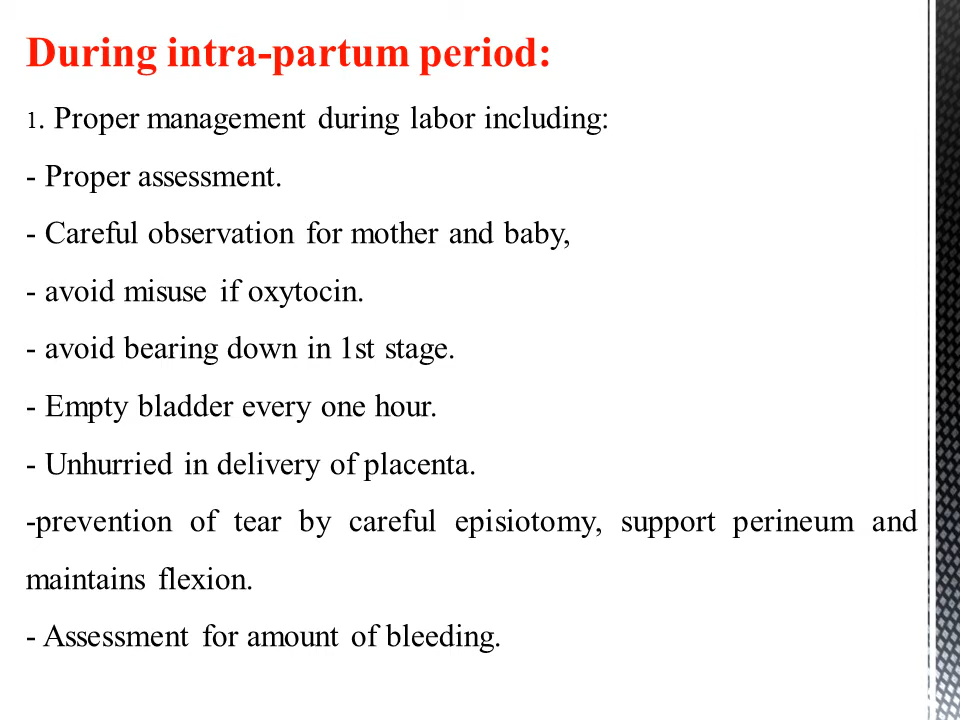 During intra-partum period:
1. Proper management during labor including:
- Proper assessment.
- Careful observation for mother and baby,
- avoid misuse if oxytocin.
- avoid bearing down in 1st stage.
- Empty bladder every one hour.
- Unhurried in delivery of placenta.
-prevention of tear by careful episiotomy, support perineum and
maintains flexion.
- Assessment for amount of bleeding.